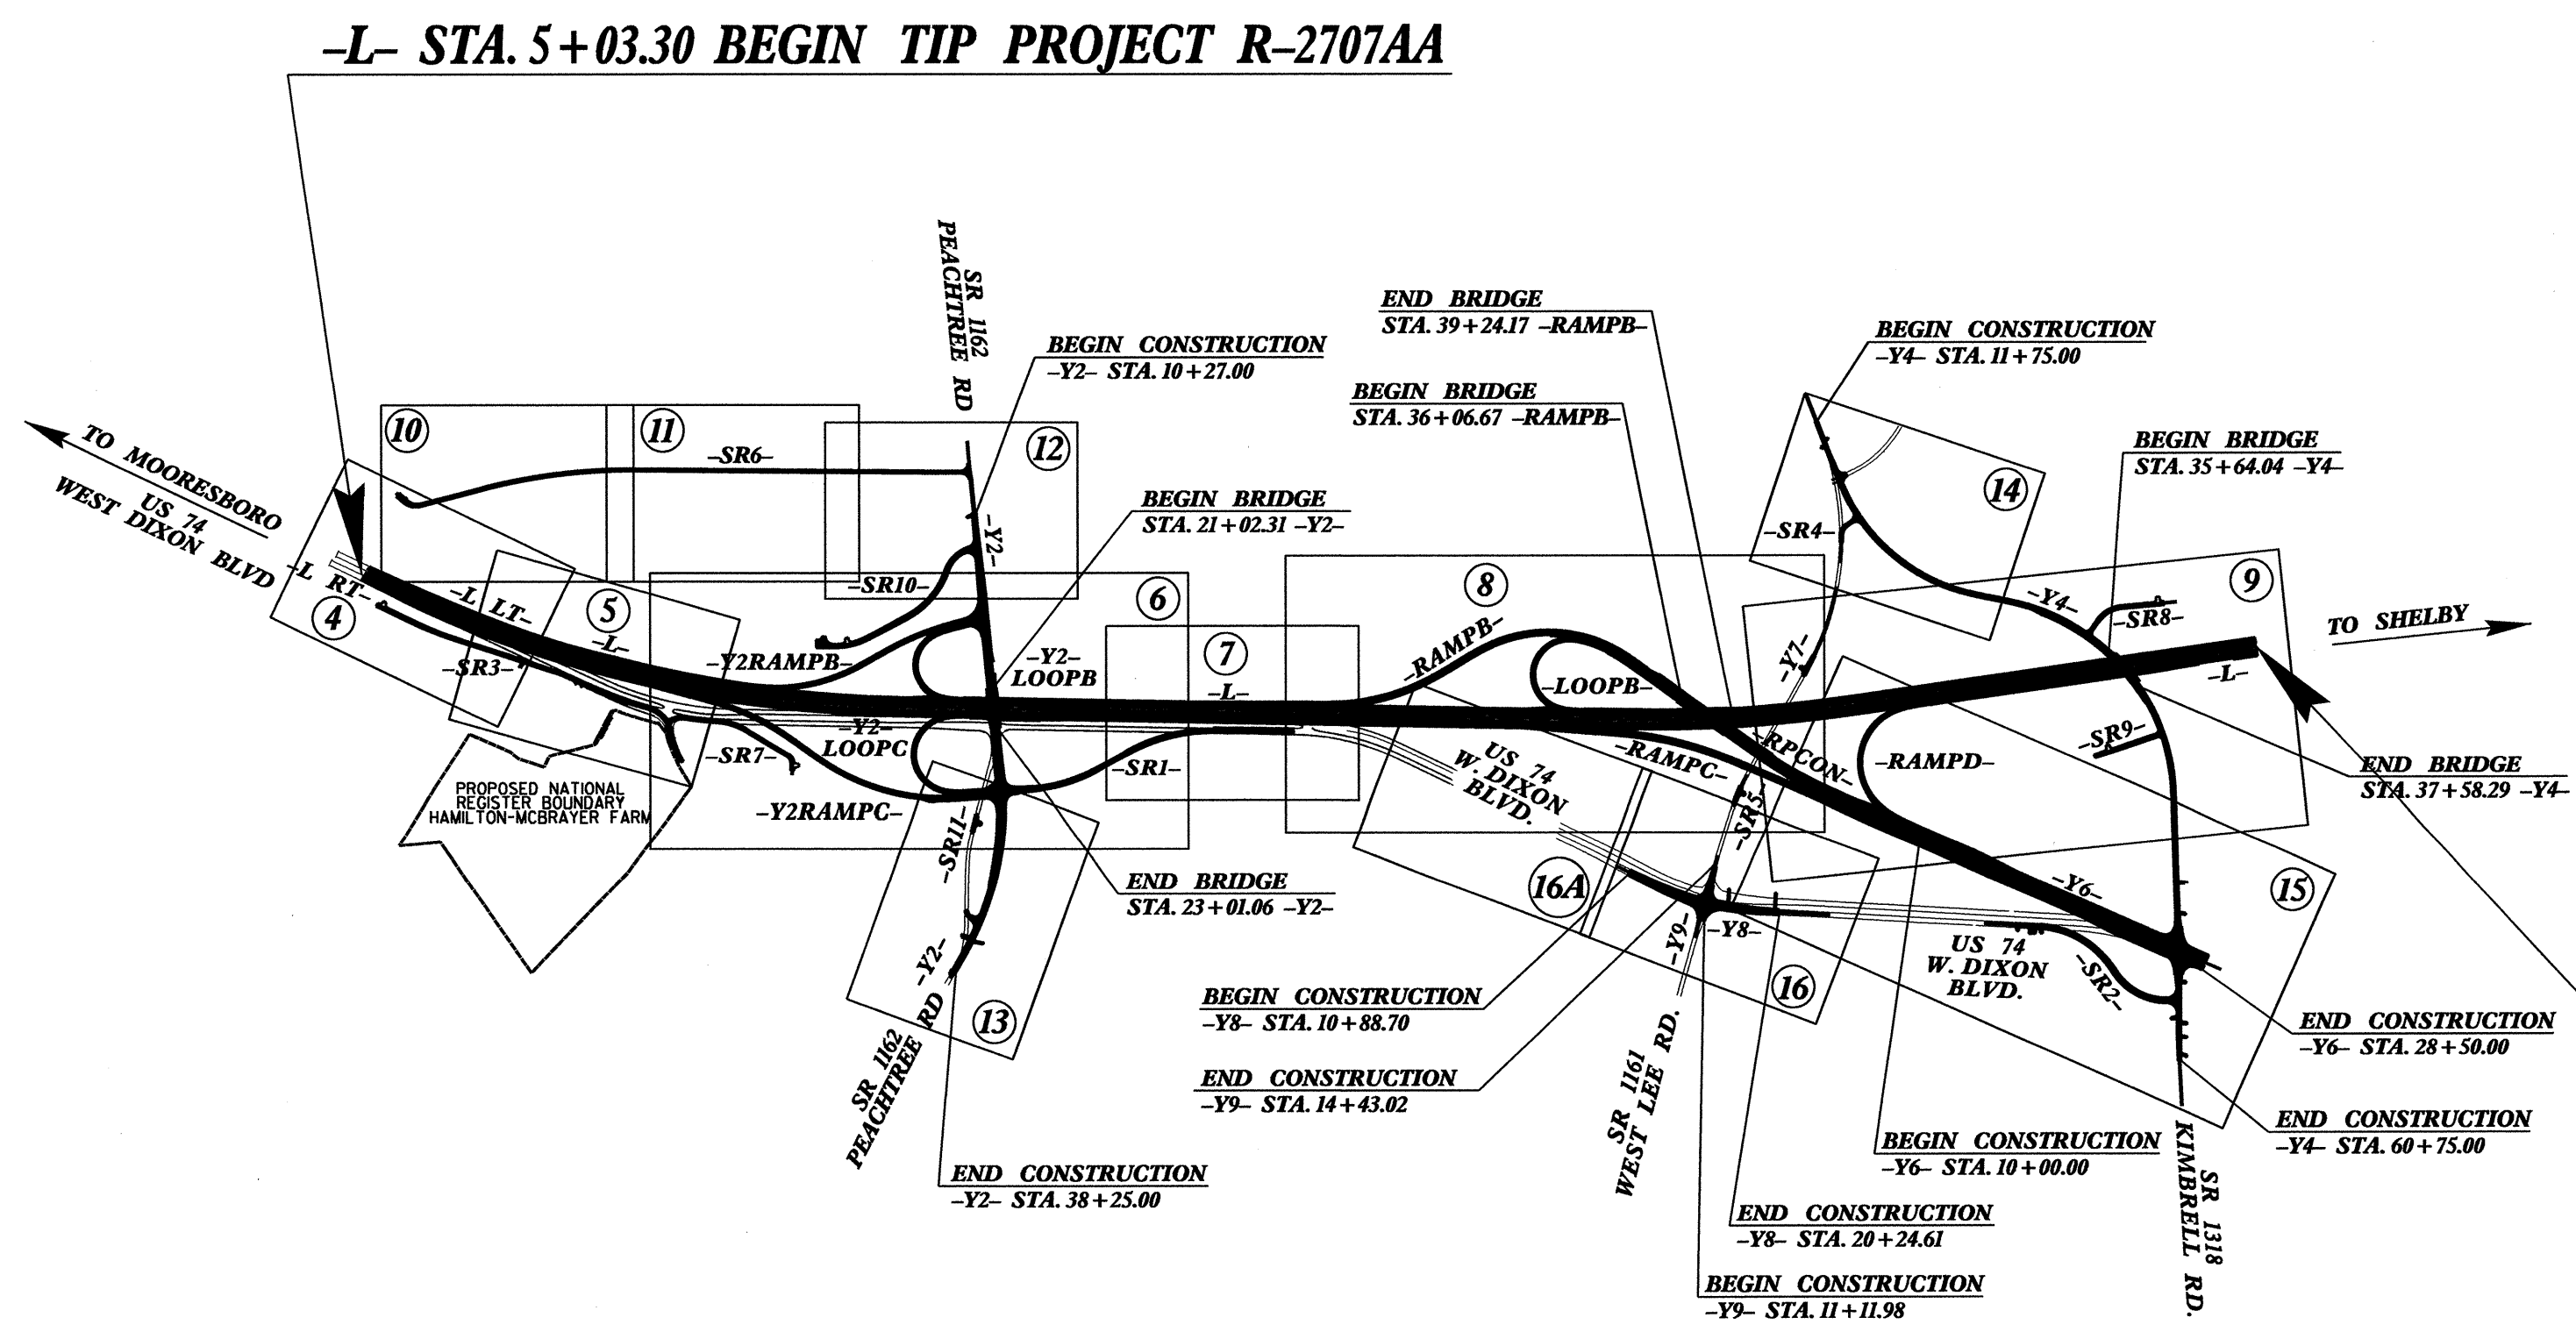 –L– STA. 5+03.30 BEGIN TIP PROJECT R–2707AA
SR 1162
PEACHTREE RD
BEGIN CONSTRUCTION
–Y2– STA. 10+27.00
END BRIDGE
STA. 39+24.17 –RAMPB–
BEGIN BRIDGE
STA. 36+06.67 –RAMPB–
BEGIN CONSTRUCTION
–Y4– STA. 11+75.00
BEGIN BRIDGE
STA. 35+64.04 –Y4–
TO MOORESBORO
US 74
WEST DIXON BLVD
10
11
12
–SR6–
BEGIN BRIDGE
STA. 21+02.31 –Y2–
–Y2–
–SR10–
14
–SR4–
–L RT–
–L LT–
4
5
–L–
–SR3–
6
–Y2RAMPB–
–Y2–
LOOPB
7
–L–
8
–RAMPB–
–LOOPB–
–Y7–
–Y4–
–SR8–
9
TO SHELBY
–L–
–Y2–
LOOPC
–SR7–
–Y2RAMPC–
–SR1–
US 74
W. DIXON
BLVD.
–RAMPC–
–RPCON–
–RAMPD–
–SR9–
END BRIDGE
STA. 37+58.29 –Y4–
PROPOSED NATIONAL
REGISTER BOUNDARY
HAMILTON-MCBRAYER FARM
–SR11–
–SR5–
END BRIDGE
STA. 23+01.06 –Y2–
16A
–Y6–
15
–Y2–
13
–Y9–
–Y8–
16
US 74
W. DIXON
BLVD.
–SR2–
BEGIN CONSTRUCTION
–Y8– STA. 10+88.70
END CONSTRUCTION
–Y6– STA. 28+50.00
SR 1162
PEACHTREE RD
END CONSTRUCTION
–Y9– STA. 14+43.02
SR 1161
WEST LEE RD.
END CONSTRUCTION
–Y4– STA. 60+75.00
BEGIN CONSTRUCTION
–Y6– STA. 10+00.00
END CONSTRUCTION
–Y2– STA. 38+25.00
SR 1318
KIMBRELL RD.
END CONSTRUCTION
–Y8– STA. 20+24.61
BEGIN CONSTRUCTION
–Y9– STA. 11+11.98